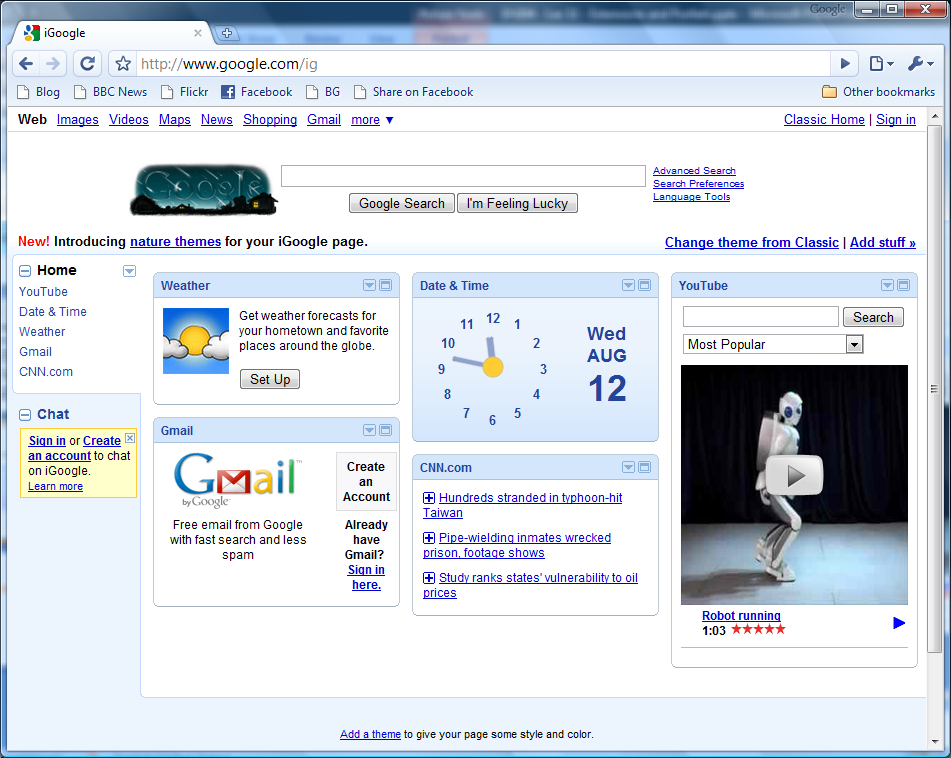 Google
iGoogle
http://www.google.com/ig
Blog BBC News Flickr Facebook BG Share on Facebook Other bookmarks
Web Images Videos Maps News Shopping Gmail more ▼ Classic Home | Sign in
Google
Advanced Search
Search Preferences
Language Tools
Google Search I'm Feeling Lucky
New! Introducing nature themes for your iGoogle page.
Change theme from Classic | Add stuff »
Home
YouTube
Date & Time
Weather
Gmail
CNN.com
Chat
Sign in or Create
an account to chat
on iGoogle.
Learn more
Weather
Get weather forecasts for
your hometown and favorite
places around the globe.
Set Up
Gmail
Gmail™
by Google
Free email from Google
with fast search and less
spam
Create
an
Account
Already
have
Gmail?
Sign in
here.
Date & Time
12
1
2
3
4
5
6
7
8
9
10
11
Wed
AUG
12
CNN.com
Hundreds stranded in typhoon-hit
Taiwan
Pipe-wielding inmates wrecked
prison, footage shows
Study ranks states' vulnerability to oil
prices
YouTube
Search
Most Popular
Robot running
1:03
Add a theme to give your page some style and color.